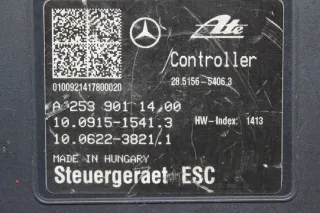 Ate
Controller
28.5156-5406.3
0100921417800020
A 253 901 14 00
10.0915-1541.3
HW-Index: 1413
10.0622-3821.1
MADE IN HUNGARY
Steuergeraet ESC